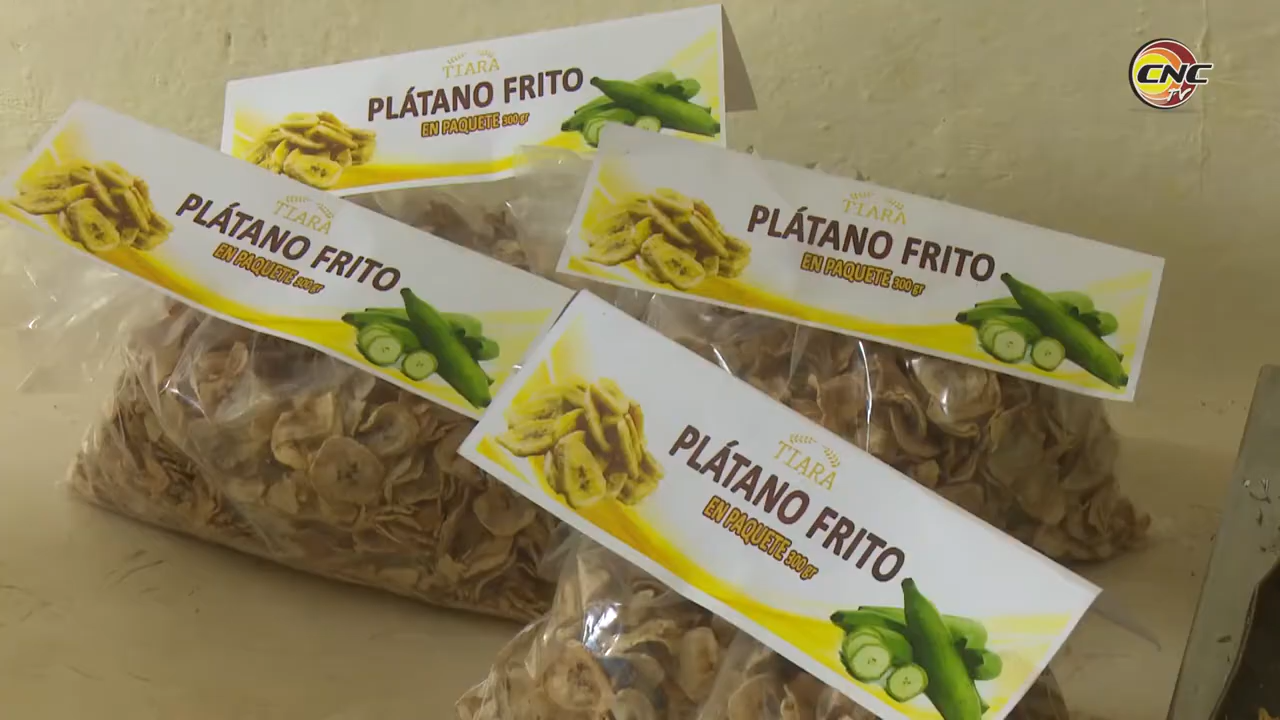 TIARA
PLÁTANO FRITO
EN PAQUETE 300 gr
CNC
TV
TIARA
PLÁTANO FRITO
EN PAQUETE 300 gr
TIARA
PLÁTANO FRITO
EN PAQUETE 300 gr
TIARA
PLÁTANO FRITO
EN PAQUETE 300 gr